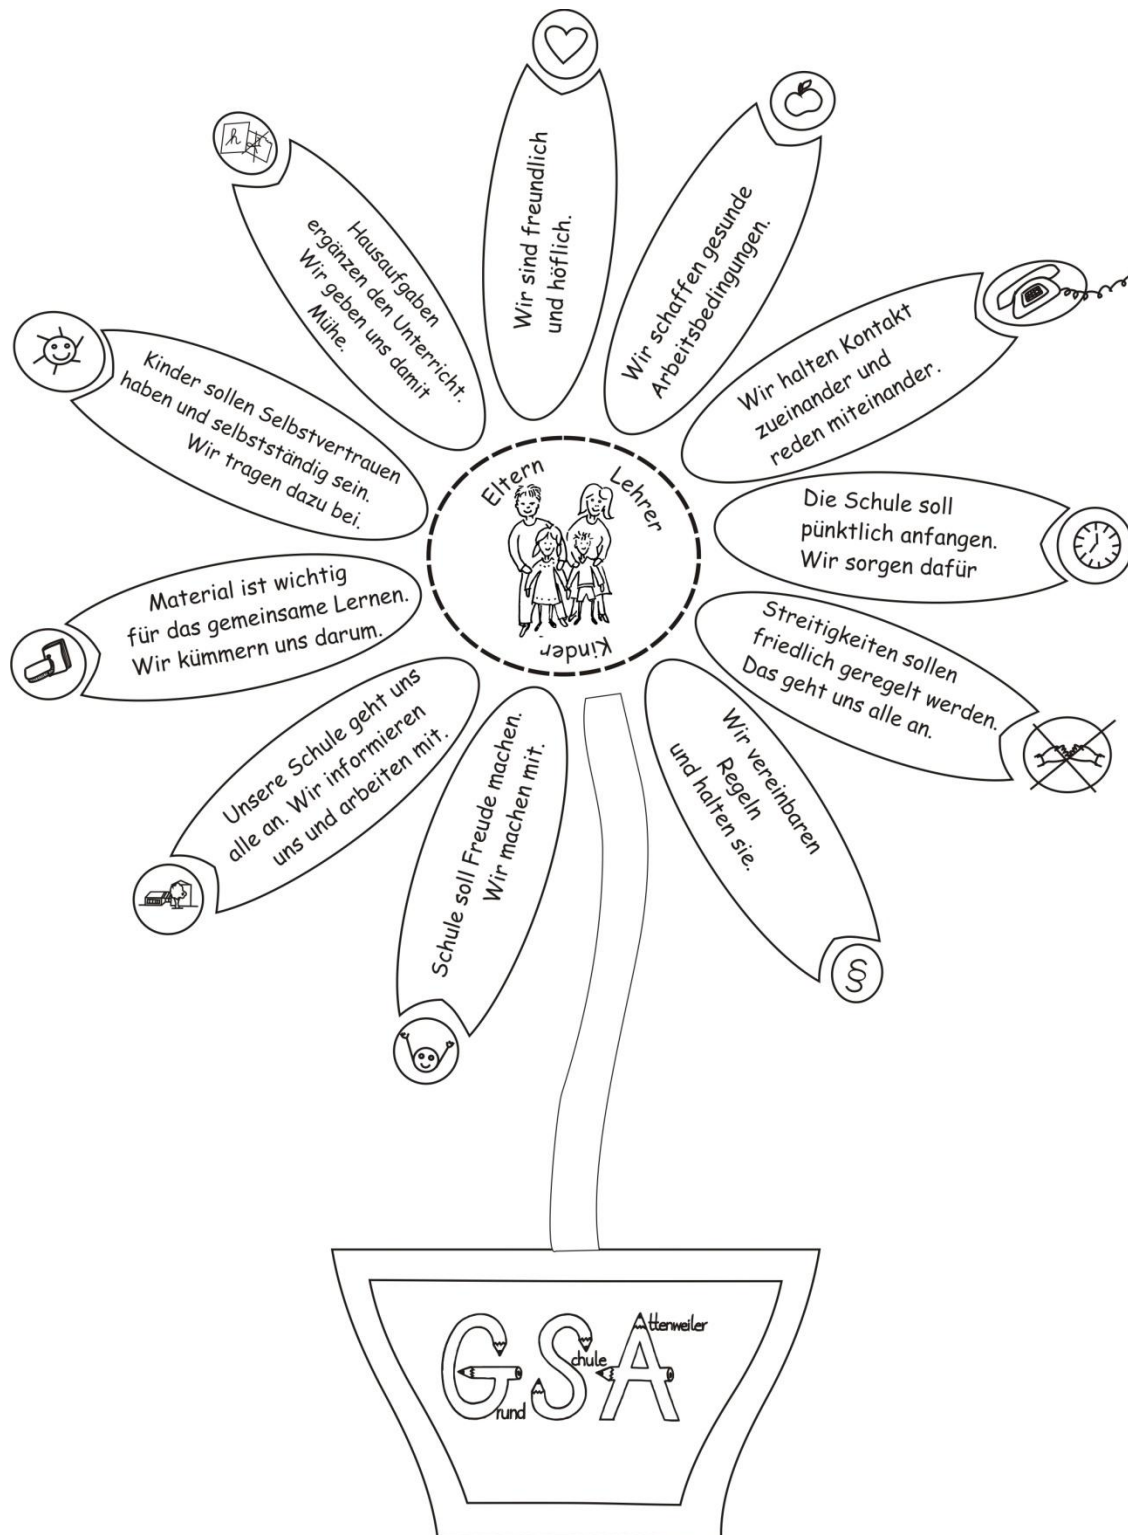 Wir sind freundlich
und höflich.
Wir schaffen gesunde
Arbeitsbedingungen.
Wir halten Kontakt
zueinander und
reden miteinander.
Die Schule soll
pünktlich anfangen.
Wir sorgen dafür
Streitigkeiten sollen
friedlich geregelt werden.
Das geht uns alle an.
Wir vereinbaren
Regeln
und halten sie.
§
Schule soll Freude machen.
Wir machen mit.
Unsere Schule geht uns
alle an. Wir informieren
uns und arbeiten mit.
Material ist wichtig
für das gemeinsame Lernen.
Wir kümmern uns darum.
Kinder sollen Selbstvertrauen
haben und selbstständig sein.
Wir tragen dazu bei.
Hausaufgaben
ergänzen den Unterricht.
Wir geben uns damit
Mühe.
h
Eltern
Lehrer
Kinder
Grund
Schule
Attenweiler